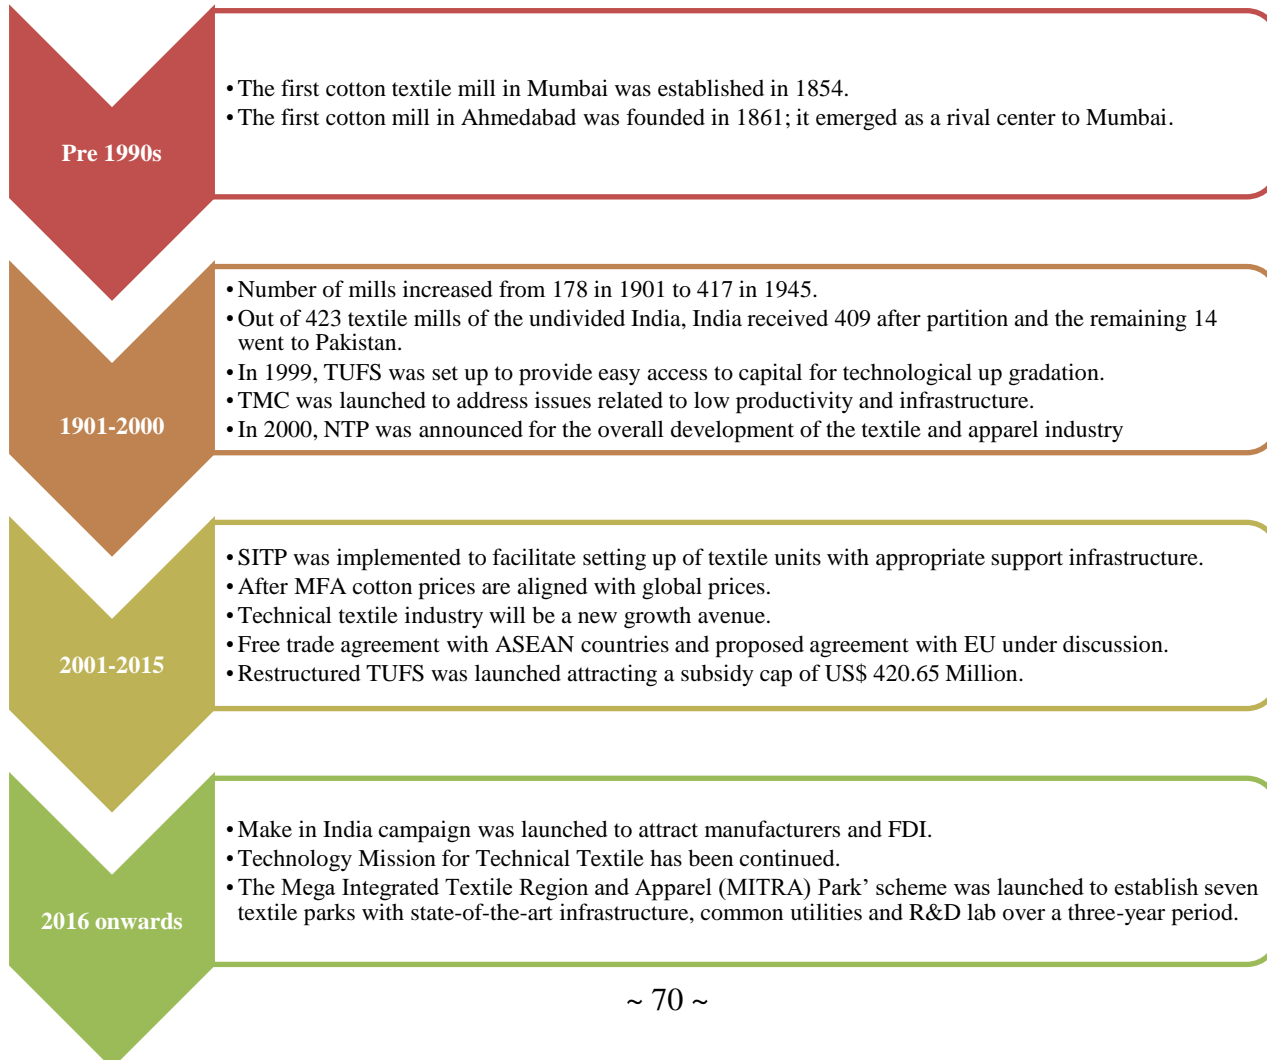 Pre 1990s
• The first cotton textile mill in Mumbai was established in 1854.
• The first cotton mill in Ahmedabad was founded in 1861; it emerged as a rival center to Mumbai.
1901-2000
• Number of mills increased from 178 in 1901 to 417 in 1945.
• Out of 423 textile mills of the undivided India, India received 409 after partition and the remaining 14
went to Pakistan.
• In 1999, TUFS was set up to provide easy access to capital for technological up gradation.
• TMC was launched to address issues related to low productivity and infrastructure.
• In 2000, NTP was announced for the overall development of the textile and apparel industry
2001-2015
• SITP was implemented to facilitate setting up of textile units with appropriate support infrastructure.
• After MFA cotton prices are aligned with global prices.
• Technical textile industry will be a new growth avenue.
• Free trade agreement with ASEAN countries and proposed agreement with EU under discussion.
• Restructured TUFS was launched attracting a subsidy cap of US$ 420.65 Million.
2016 onwards
• Make in India campaign was launched to attract manufacturers and FDI.
• Technology Mission for Technical Textile has been continued.
• The Mega Integrated Textile Region and Apparel (MITRA) Park’ scheme was launched to establish seven
textile parks with state-of-the-art infrastructure, common utilities and R&D lab over a three-year period.
~ 70 ~